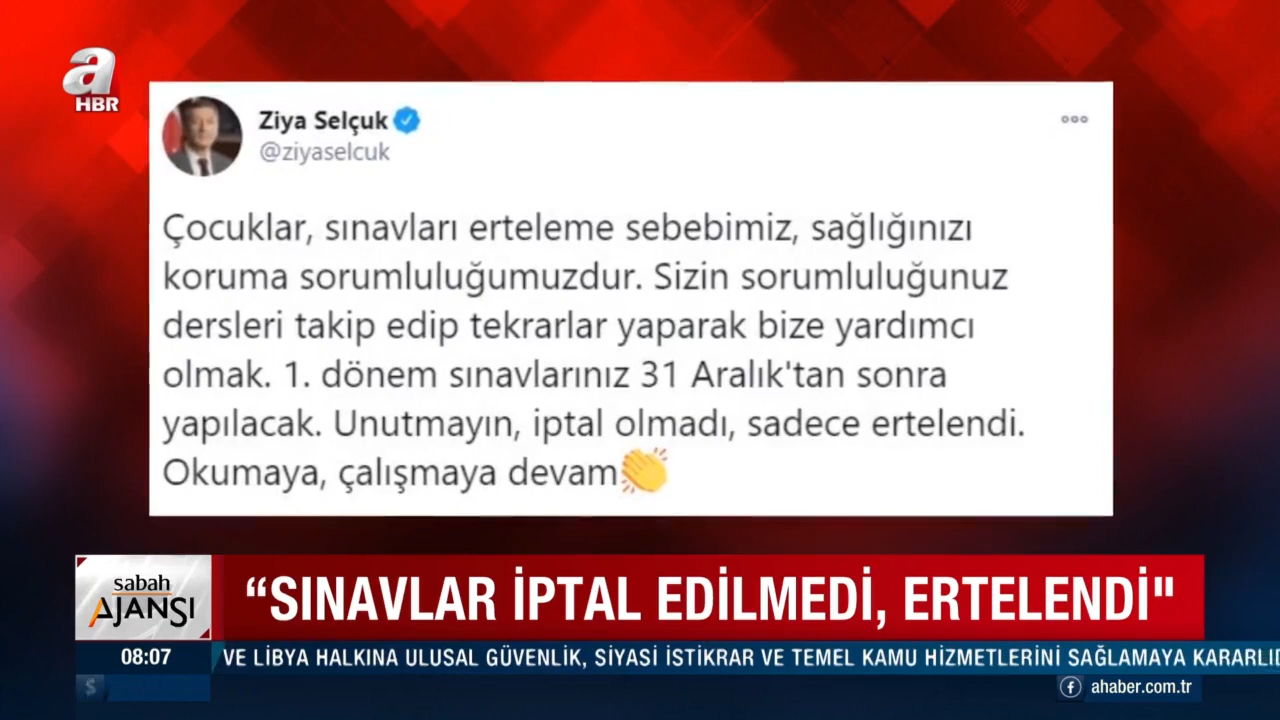 a
HBR
Ziya Selçuk
@ziyaselcuk
Çocuklar, sınavları erteleme sebebimiz, sağlığınızı
koruma sorumluluğumuzdur. Sizin sorumluluğunuz
dersleri takip edip tekrarlar yaparak bize yardımcı
olmak. 1. dönem sınavlarınız 31 Aralık'tan sonra
yapılacak. Unutmayın, iptal olmadı, sadece ertelendi.
Okumaya, çalışmaya devam👏
sabah
AJANSI
“SINAVLAR İPTAL EDİLMEDİ, ERTELENDİ"
08:07
VE LİBYA HALKINA ULUSAL GÜVENLİK, SİYASİ İSTİKRAR VE TEMEL KAMU HİZMETLERİNİ SAĞLAMAYA KARARLID
$
ahaber.com.tr